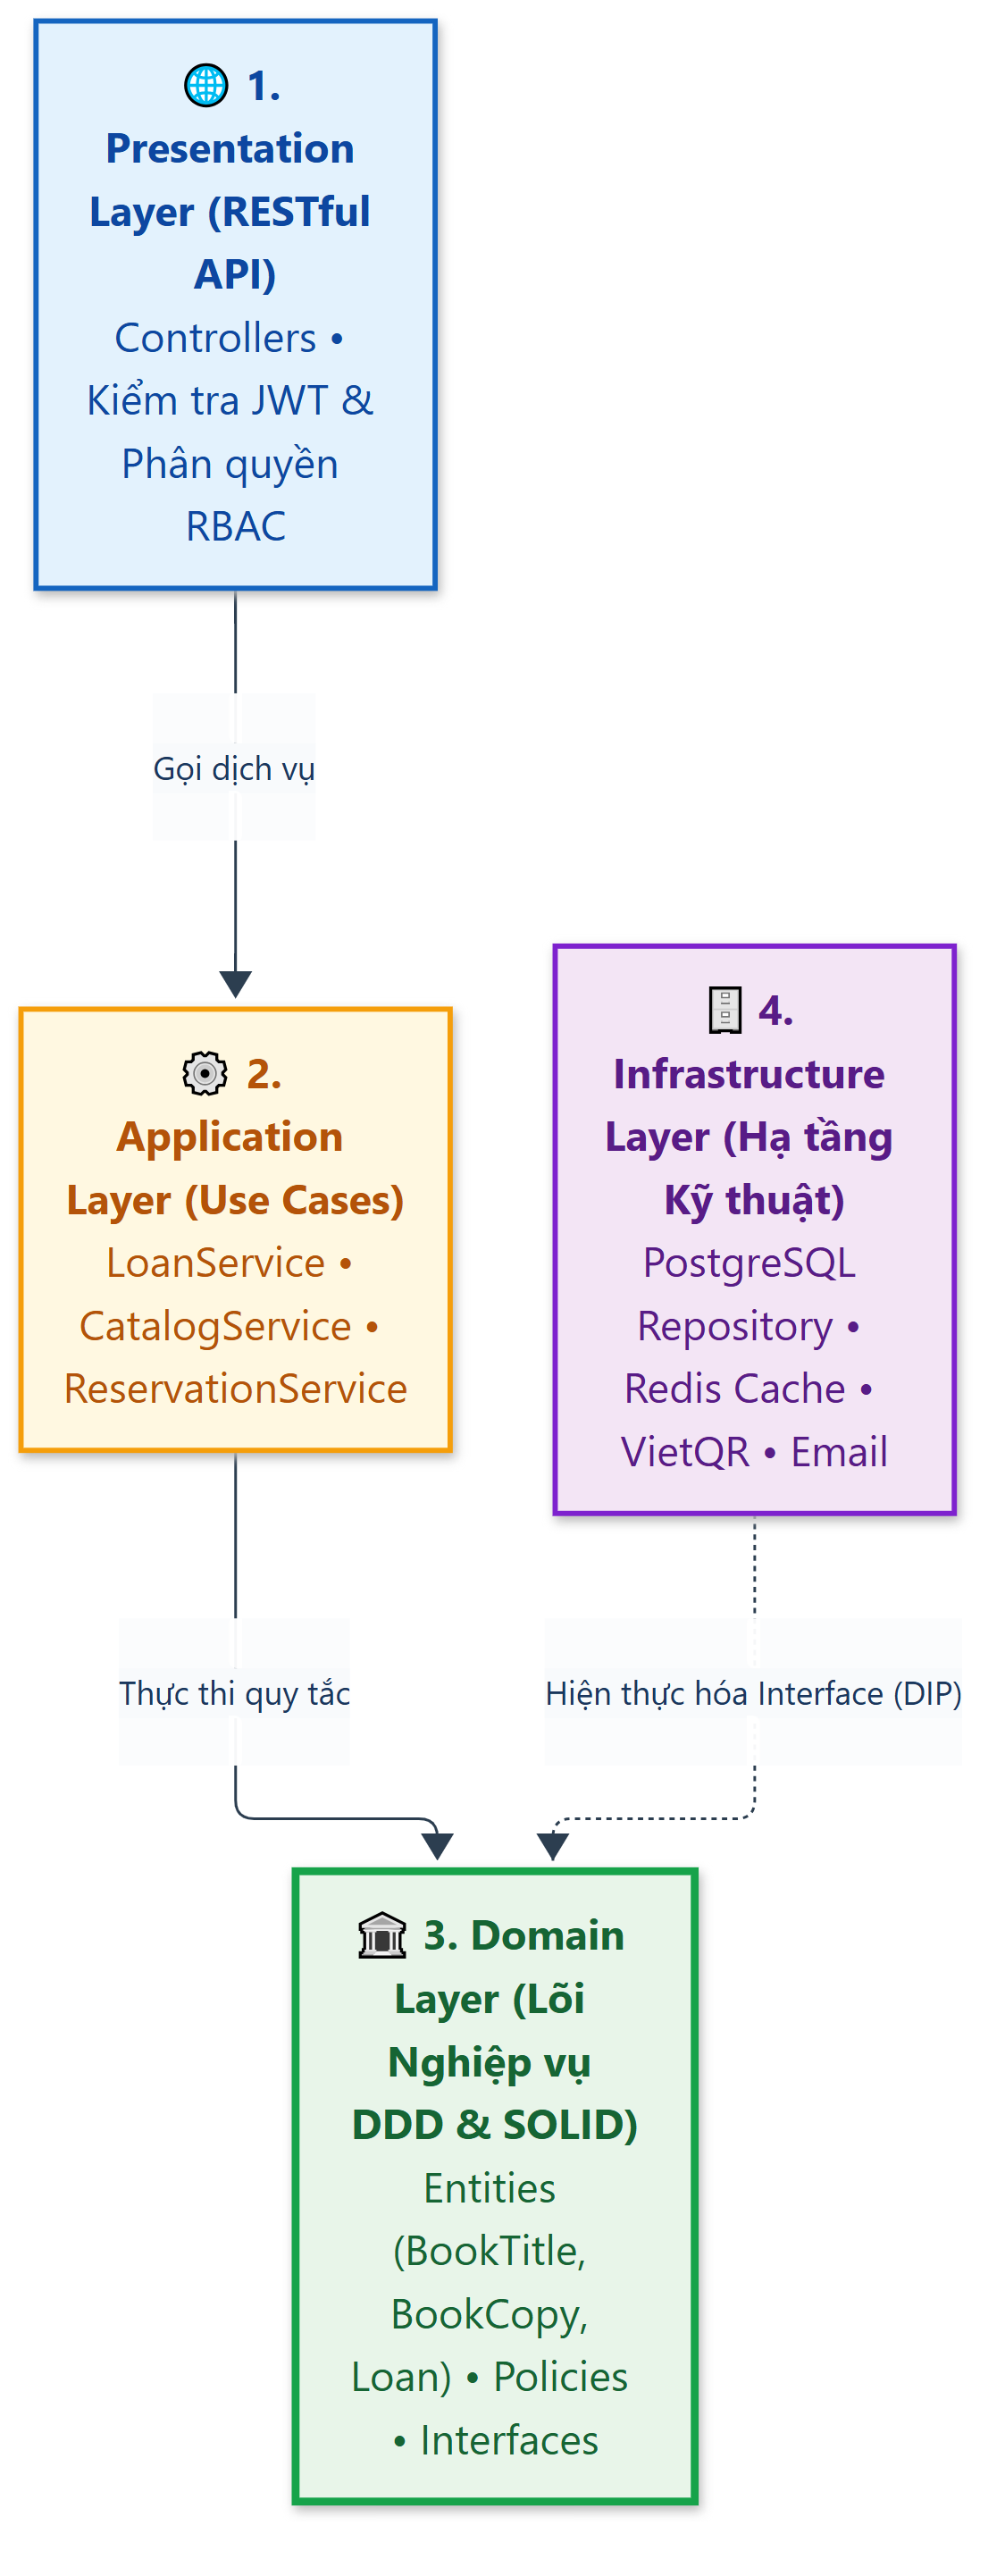 🌐 1.
Presentation
Layer (RESTful
API)
Controllers •
Kiểm tra JWT &
Phân quyền
RBAC
Gọi dịch vụ
⚙ 2.
Application
Layer (Use Cases)
LoanService •
CatalogService •
ReservationService
🗄 4.
Infrastructure
Layer (Hạ tầng
Kỹ thuật)
PostgreSQL
Repository •
Redis Cache •
VietQR • Email
Thực thi quy tắc
Hiện thực hóa Interface (DIP)
🏛 3. Domain
Layer (Lõi
Nghiệp vụ
DDD & SOLID)
Entities
(BookTitle,
BookCopy,
Loan) • Policies
• Interfaces